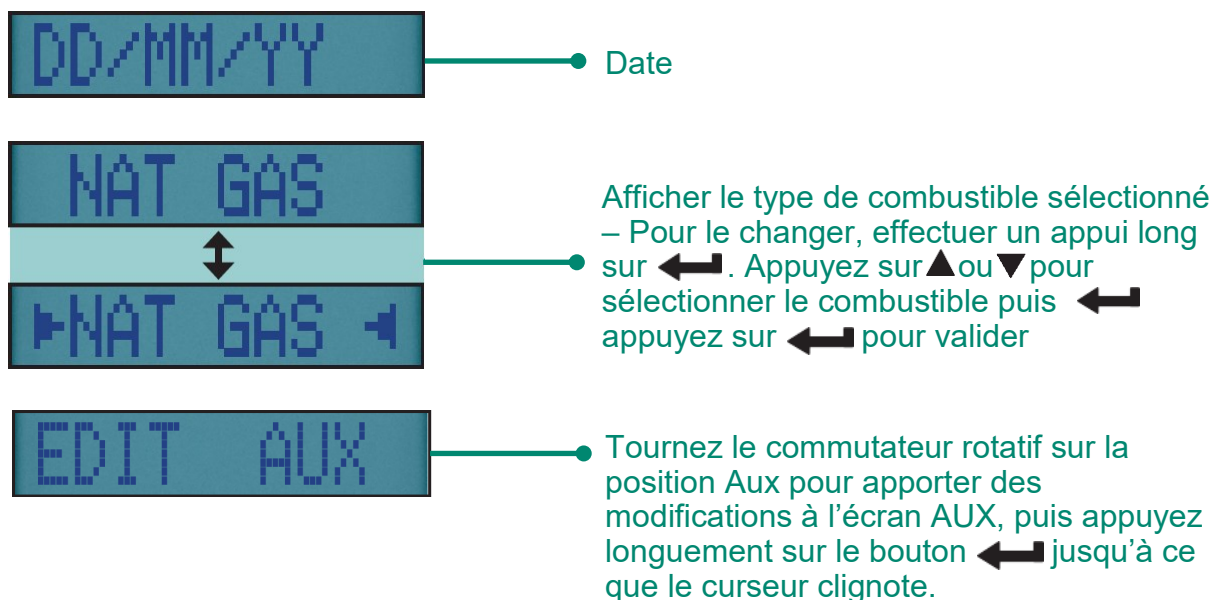 DD/MM/YY
Date
NAT GAS
NAT GAS
Afficher le type de combustible sélectionné
– Pour le changer, effectuer un appui long
sur . Appuyez sur▲ou▼pour
sélectionner le combustible puis
appuyez sur pour valider
EDIT AUX
Tournez le commutateur rotatif sur la
position Aux pour apporter des
modifications à l’écran AUX, puis appuyez
longuement sur le bouton jusqu’à ce
que le curseur clignote.